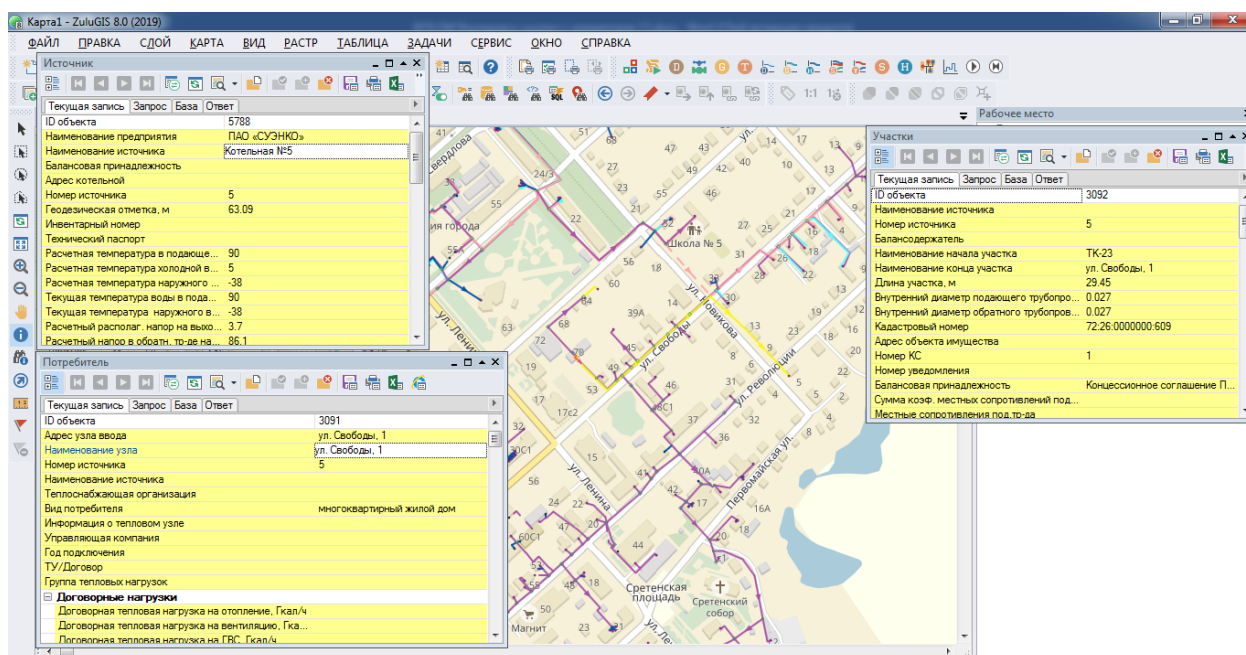 Карта1 - ZuluGIS 8.0 (2019)
ФАЙЛ ПРАВКА СЛОЙ КАРТА ВИД РАСТР ТАБЛИЦА ЗАДАЧИ СЕРВИС ОКНО СПРАВКА
Источник
Текущая запись Запрос База Ответ
ID объекта 5788
Наименование предприятия ПАО «СУЭНКО»
Наименование источника Котельная №5
Балансовая принадлежность
Адрес котельной
Номер источника 5
Геодезическая отметка, м 63.09
Инвентарный номер
Технический паспорт
Расчетная температура в подающе... 90
Расчетная температура холодной в... 5
Расчетная температура наружного ... -38
Текущая температура воды в пода... 90
Текущая температура наружного в... -38
Расчетный располаг. напор на выхо... 3.7
Расчетный напор в обратн. тр-де на... 86.1
Потребитель
Текущая запись Запрос База Ответ
ID объекта 3091
Адрес узла ввода ул. Свободы, 1
Наименование узла ул. Свободы, 1
Номер источника 5
Наименование источника
Теплоснабжающая организация
Вид потребителя многоквартирный жилой дом
Информация о тепловом узле
Управляющая компания
Год подключения
ТУ/Договор
Группа тепловых нагрузок
Договорные нагрузки
Договорная тепловая нагрузка на отопление, Гкал/ч
Договорная тепловая нагрузка на вентиляцию, Гка...
Договорная тепловая нагрузка на ГВС, Гкал/ч
Рабочее место
Участки
Текущая запись Запрос База Ответ
ID объекта 3092
Наименование источника
Номер источника 5
Балансодержатель
Наименование начала участка ТК-23
Наименование конца участка ул. Свободы, 1
Длина участка, м 29.45
Внутренний диаметр подающего трубопро... 0.027
Внутренний диаметр обратного трубопров... 0.027
Кадастровый номер 72:26:0000000:609
Адрес объекта имущества
Номер КС 1
Номер уведомления
Балансовая принадлежность Концессионное соглашение П...
Сумма коэф. местных сопротивлений под...
Местные сопротивления под.тр-да
SQL 1:1
Свердлова
ия города
Школа № 5
ул. Новикова
ул. Свободы
ул. Революции
ул. Ленина
Первомайская ул.
Сретенская
площадь
Сретенский
собор
Магнит